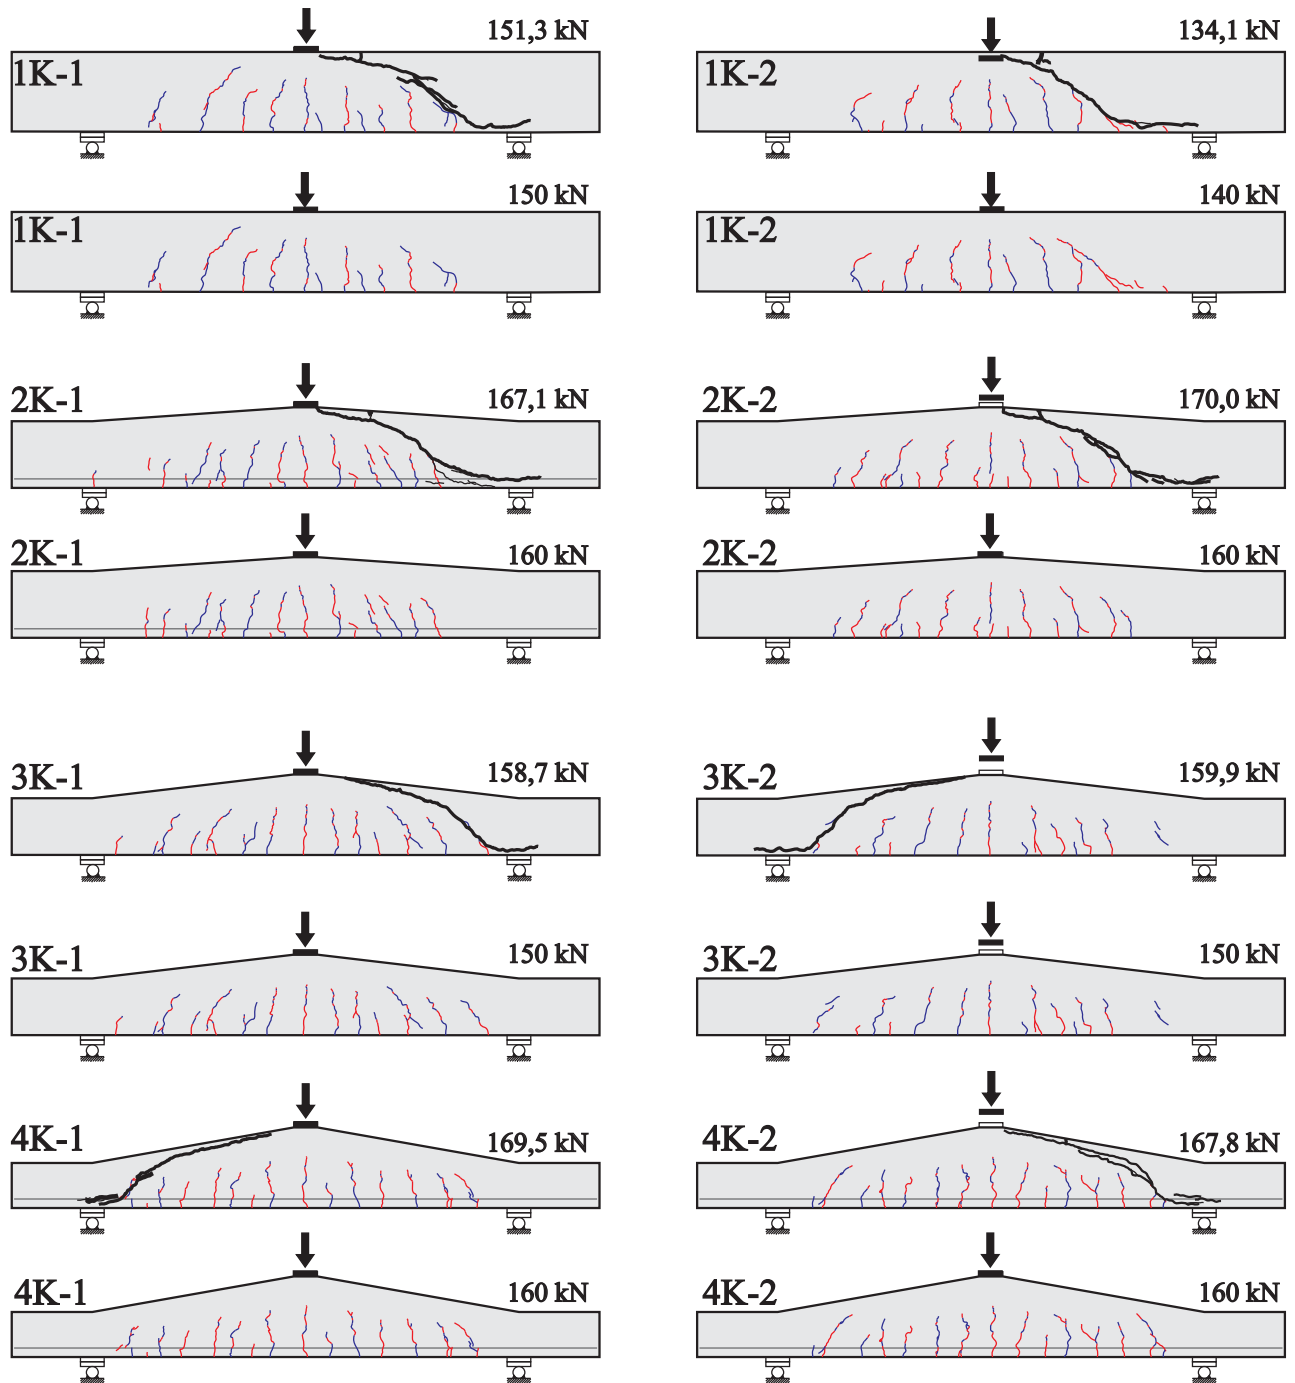 151,3 kN
1K-1
134,1 kN
1K-2
150 kN
1K-1
140 kN
1K-2
2K-1
167,1 kN
2K-2
170,0 kN
2K-1
160 kN
2K-2
160 kN
3K-1
158,7 kN
3K-2
159,9 kN
3K-1
150 kN
3K-2
150 kN
4K-1
169,5 kN
4K-2
167,8 kN
4K-1
160 kN
4K-2
160 kN